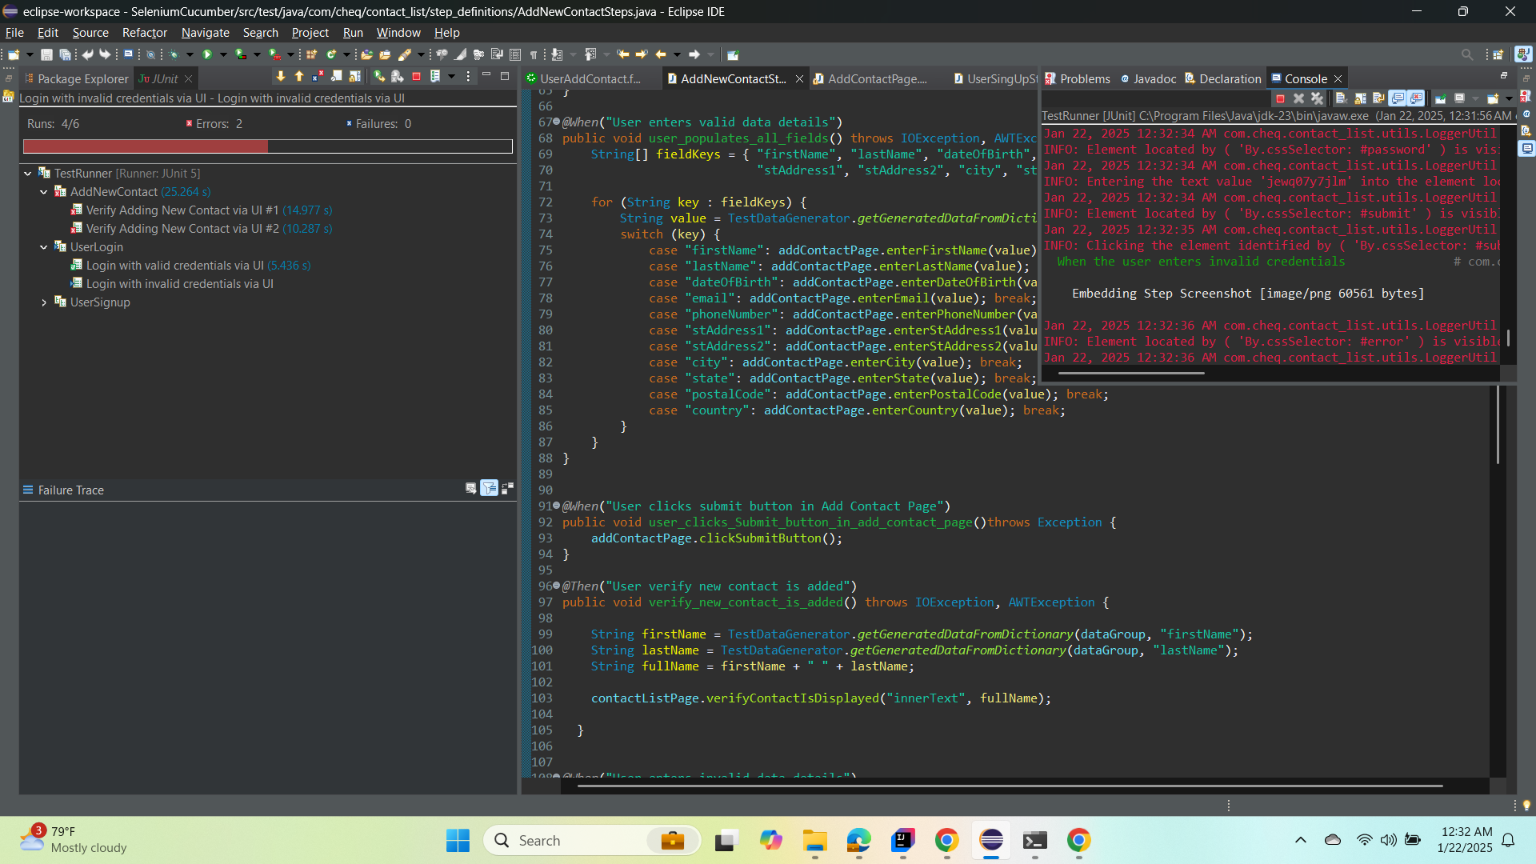 eclipse-workspace - SeleniumCucumber/src/test/java/com/cheq/contact_list/step_definitions/AddNewContactSteps.java - Eclipse IDE
File Edit Source Refactor Navigate Search Project Run Window Help
Package Explorer JUnit
Login with invalid credentials via UI - Login with invalid credentials via UI
Runs: 4/6 Errors: 2 Failures: 0
TestRunner [Runner: JUnit 5]
AddNewContact (25.264 s)
Verify Adding New Contact via UI #1 (14.977 s)
Verify Adding New Contact via UI #2 (10.287 s)
UserLogin
Login with valid credentials via UI (5.436 s)
Login with invalid credentials via UI
UserSignup
Failure Trace
UserAddContact.f... AddNewContactSt... AddContactPage.... UserSingUpS
65 }
66
67 @When("User enters valid data details")
68 public void user_populates_all_fields() throws IOException, AWTExc
69 String[] fieldKeys = { "firstName", "lastName", "dateOfBirth",
70 "stAddress1", "stAddress2", "city", "st
71
72 for (String key : fieldKeys) {
73 String value = TestDataGenerator.getGeneratedDataFromDicti
74 switch (key) {
75 case "firstName": addContactPage.enterFirstName(value)
76 case "lastName": addContactPage.enterLastName(value);
77 case "dateOfBirth": addContactPage.enterDateOfBirth(va
78 case "email": addContactPage.enterEmail(value); break;
79 case "phoneNumber": addContactPage.enterPhoneNumber(va
80 case "stAddress1": addContactPage.enterStAddress1(valu
81 case "stAddress2": addContactPage.enterStAddress2(valu
82 case "city": addContactPage.enterCity(value); break;
83 case "state": addContactPage.enterState(value); break;
84 case "postalCode": addContactPage.enterPostalCode(value); break;
85 case "country": addContactPage.enterCountry(value); break;
86 }
87 }
88 }
89
90
91 @When("User clicks submit button in Add Contact Page")
92 public void user_clicks_Submit_button_in_add_contact_page()throws Exception {
93 addContactPage.clickSubmitButton();
94 }
95
96 @Then("User verify new contact is added")
97 public void verify_new_contact_is_added() throws IOException, AWTException {
98
99 String firstName = TestDataGenerator.getGeneratedDataFromDictionary(dataGroup, "firstName");
100 String lastName = TestDataGenerator.getGeneratedDataFromDictionary(dataGroup, "lastName");
101 String fullName = firstName + " " + lastName;
102
103 contactListPage.verifyContactIsDisplayed("innerText", fullName);
104
105 }
106
107
108 @When("User enters invalid data details")
Problems Javadoc Declaration Console
TestRunner [JUnit] C:\Program Files\Java\jdk-23\bin\javaw.exe (Jan 22, 2025, 12:31:56 AM
Jan 22, 2025 12:32:34 AM com.cheq.contact_list.utils.LoggerUtil
INFO: Element located by ( 'By.cssSelector: #password' ) is visi
Jan 22, 2025 12:32:34 AM com.cheq.contact_list.utils.LoggerUtil
INFO: Entering the text value 'jewq07y7jlm' into the element loc
Jan 22, 2025 12:32:34 AM com.cheq.contact_list.utils.LoggerUtil
INFO: Element located by ( 'By.cssSelector: #submit' ) is visibl
Jan 22, 2025 12:32:35 AM com.cheq.contact_list.utils.LoggerUtil
INFO: Clicking the element identified by ( 'By.cssSelector: #sub
When the user enters invalid credentials # com.c
Embedding Step Screenshot [image/png 60561 bytes]
Jan 22, 2025 12:32:36 AM com.cheq.contact_list.utils.LoggerUtil
INFO: Element located by ( 'By.cssSelector: #error' ) is visible
Jan 22, 2025 12:32:36 AM com.cheq.contact_list.utils.LoggerUtil
3
79°F
Mostly cloudy
Search
12:32 AM
1/22/2025